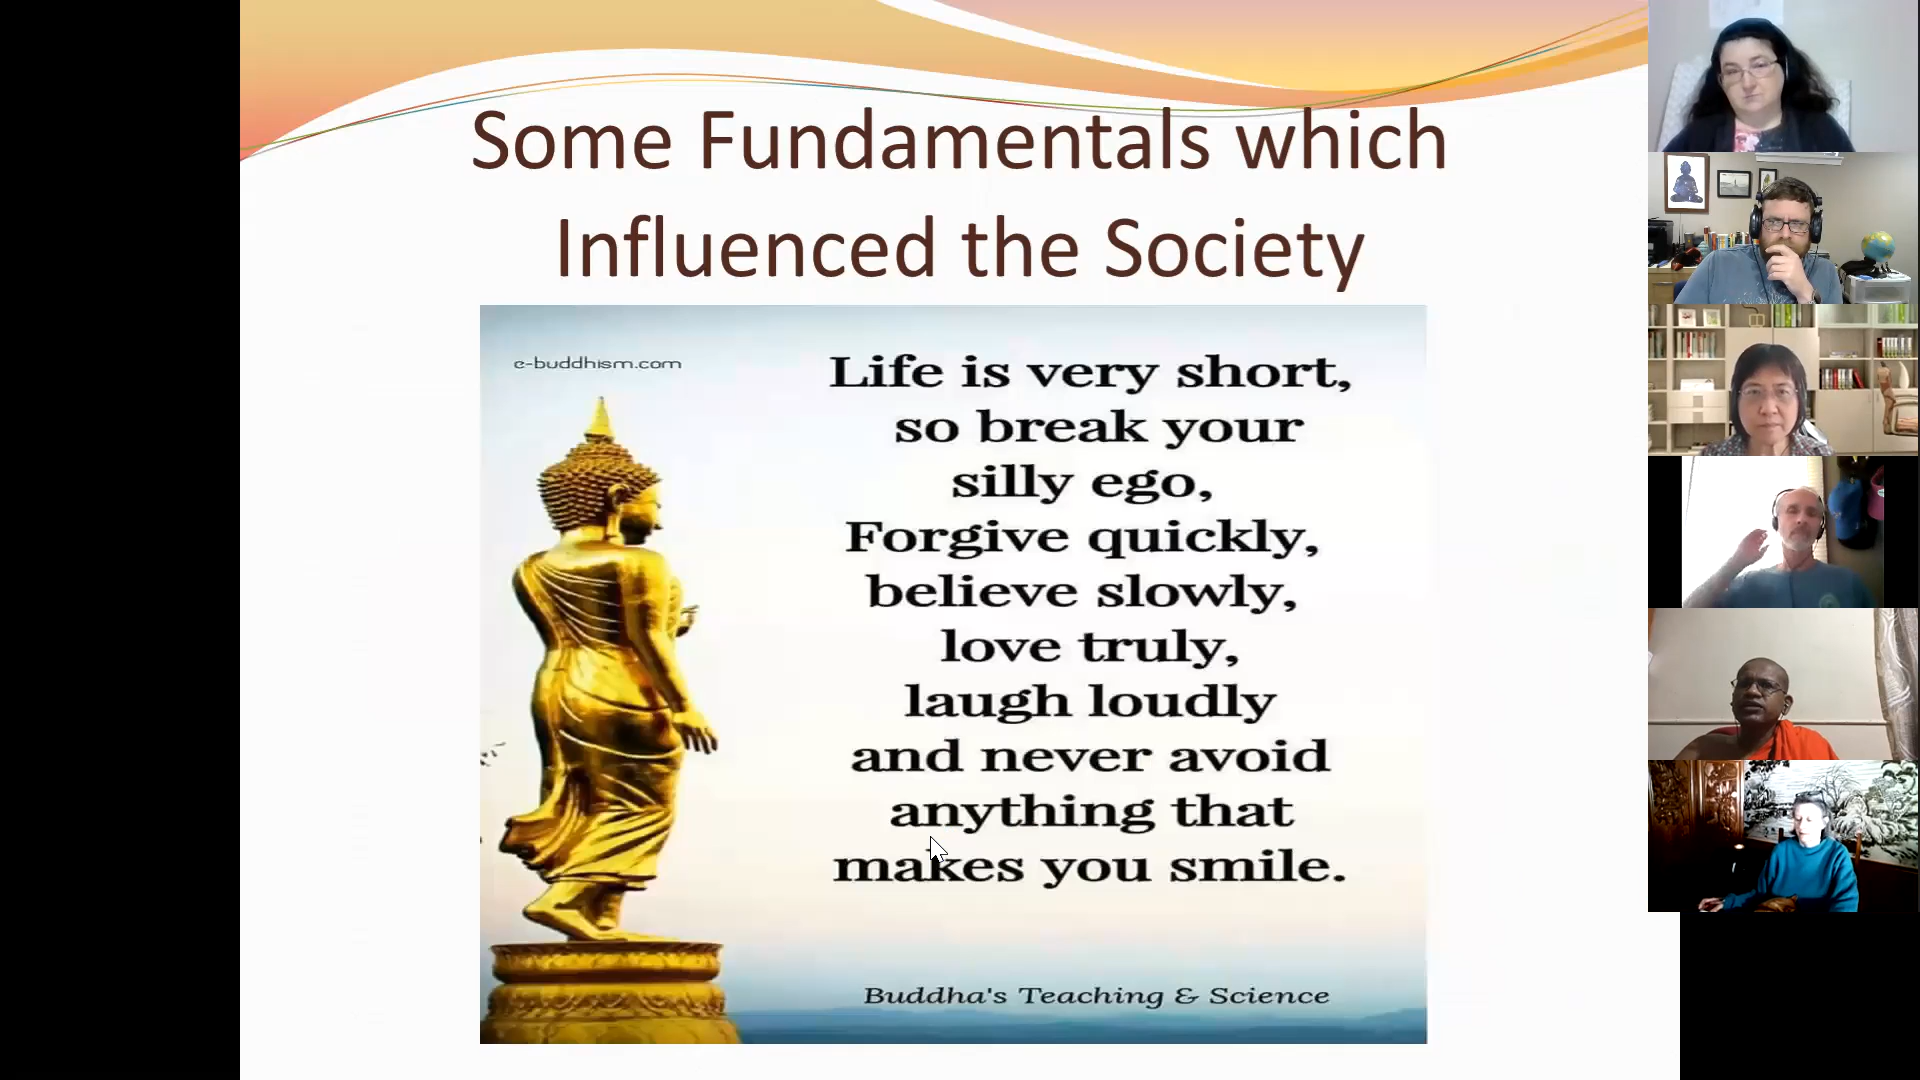 Some Fundamentals which
Influenced the Society
e-buddhism.com
Life is very short,
so break your
silly ego,
Forgive quickly,
believe slowly,
love truly,
laugh loudly
and never avoid
anything that
makes you smile.
Buddha's Teaching & Science